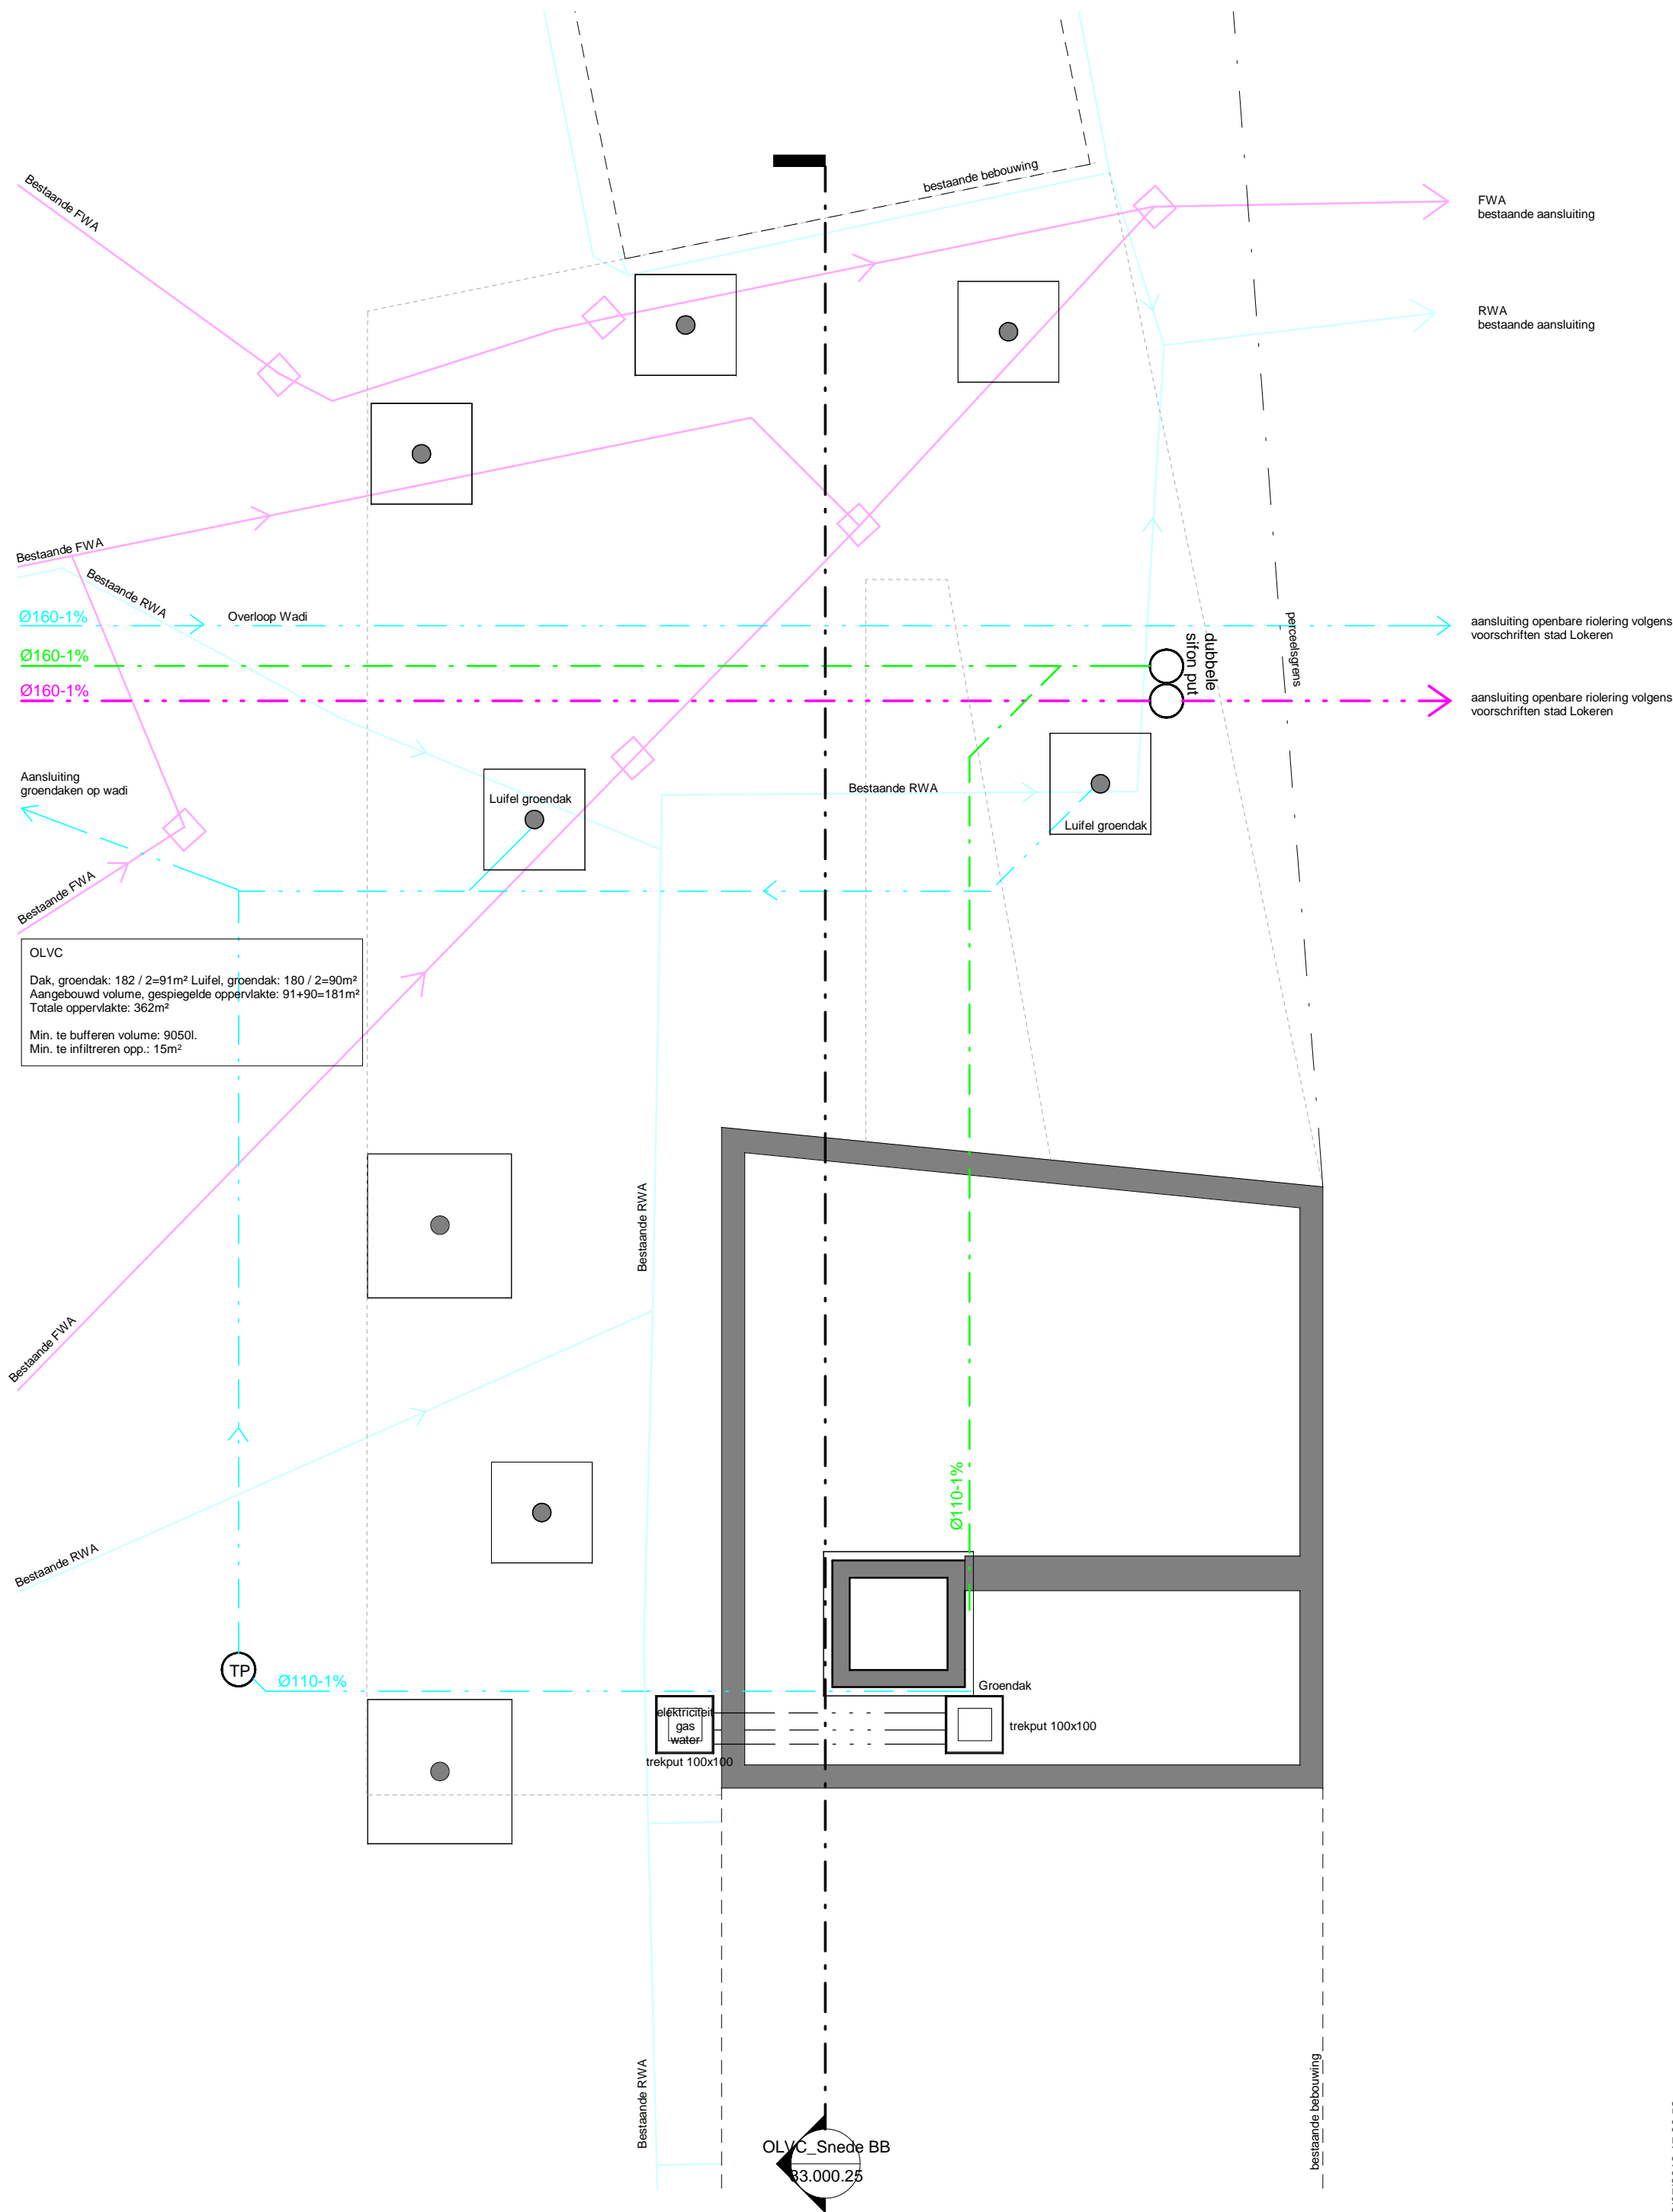 bestaande bebouwing
Bestaande FWA
FWA
bestaande aansluiting
RWA
bestaande aansluiting
Bestaande FWA
Bestaande RWA
Ø160-1%
Overloop Wadi
perceelsgrens
aansluiting openbare riolering volgens
voorschriften stad Lokeren
Ø160-1%
dubbele
sifon put
Ø160-1%
aansluiting openbare riolering volgens
voorschriften stad Lokeren
Aansluiting
groendaken op wadi
Luifel groendak
Bestaande RWA
Luifel groendak
Bestaande FWA
OLVC
Dak, groendak: 182 / 2=91m² Luifel, groendak: 180 / 2=90m²
Aangebouwd volume, gespiegelde oppervlakte: 91+90=181m²
Totale oppervlakte: 362m²
Min. te bufferen volume: 9050l.
Min. te infiltreren opp.: 15m²
Bestaande RWA
Bestaande FWA
Ø110-1%
Bestaande RWA
TP
Ø110-1%
Groendak
elektriciteit
gas
water
trekput 100x100
trekput 100x100
Bestaande RWA
bestaande bebouwing
OLVC_Snede BB
33.000.25